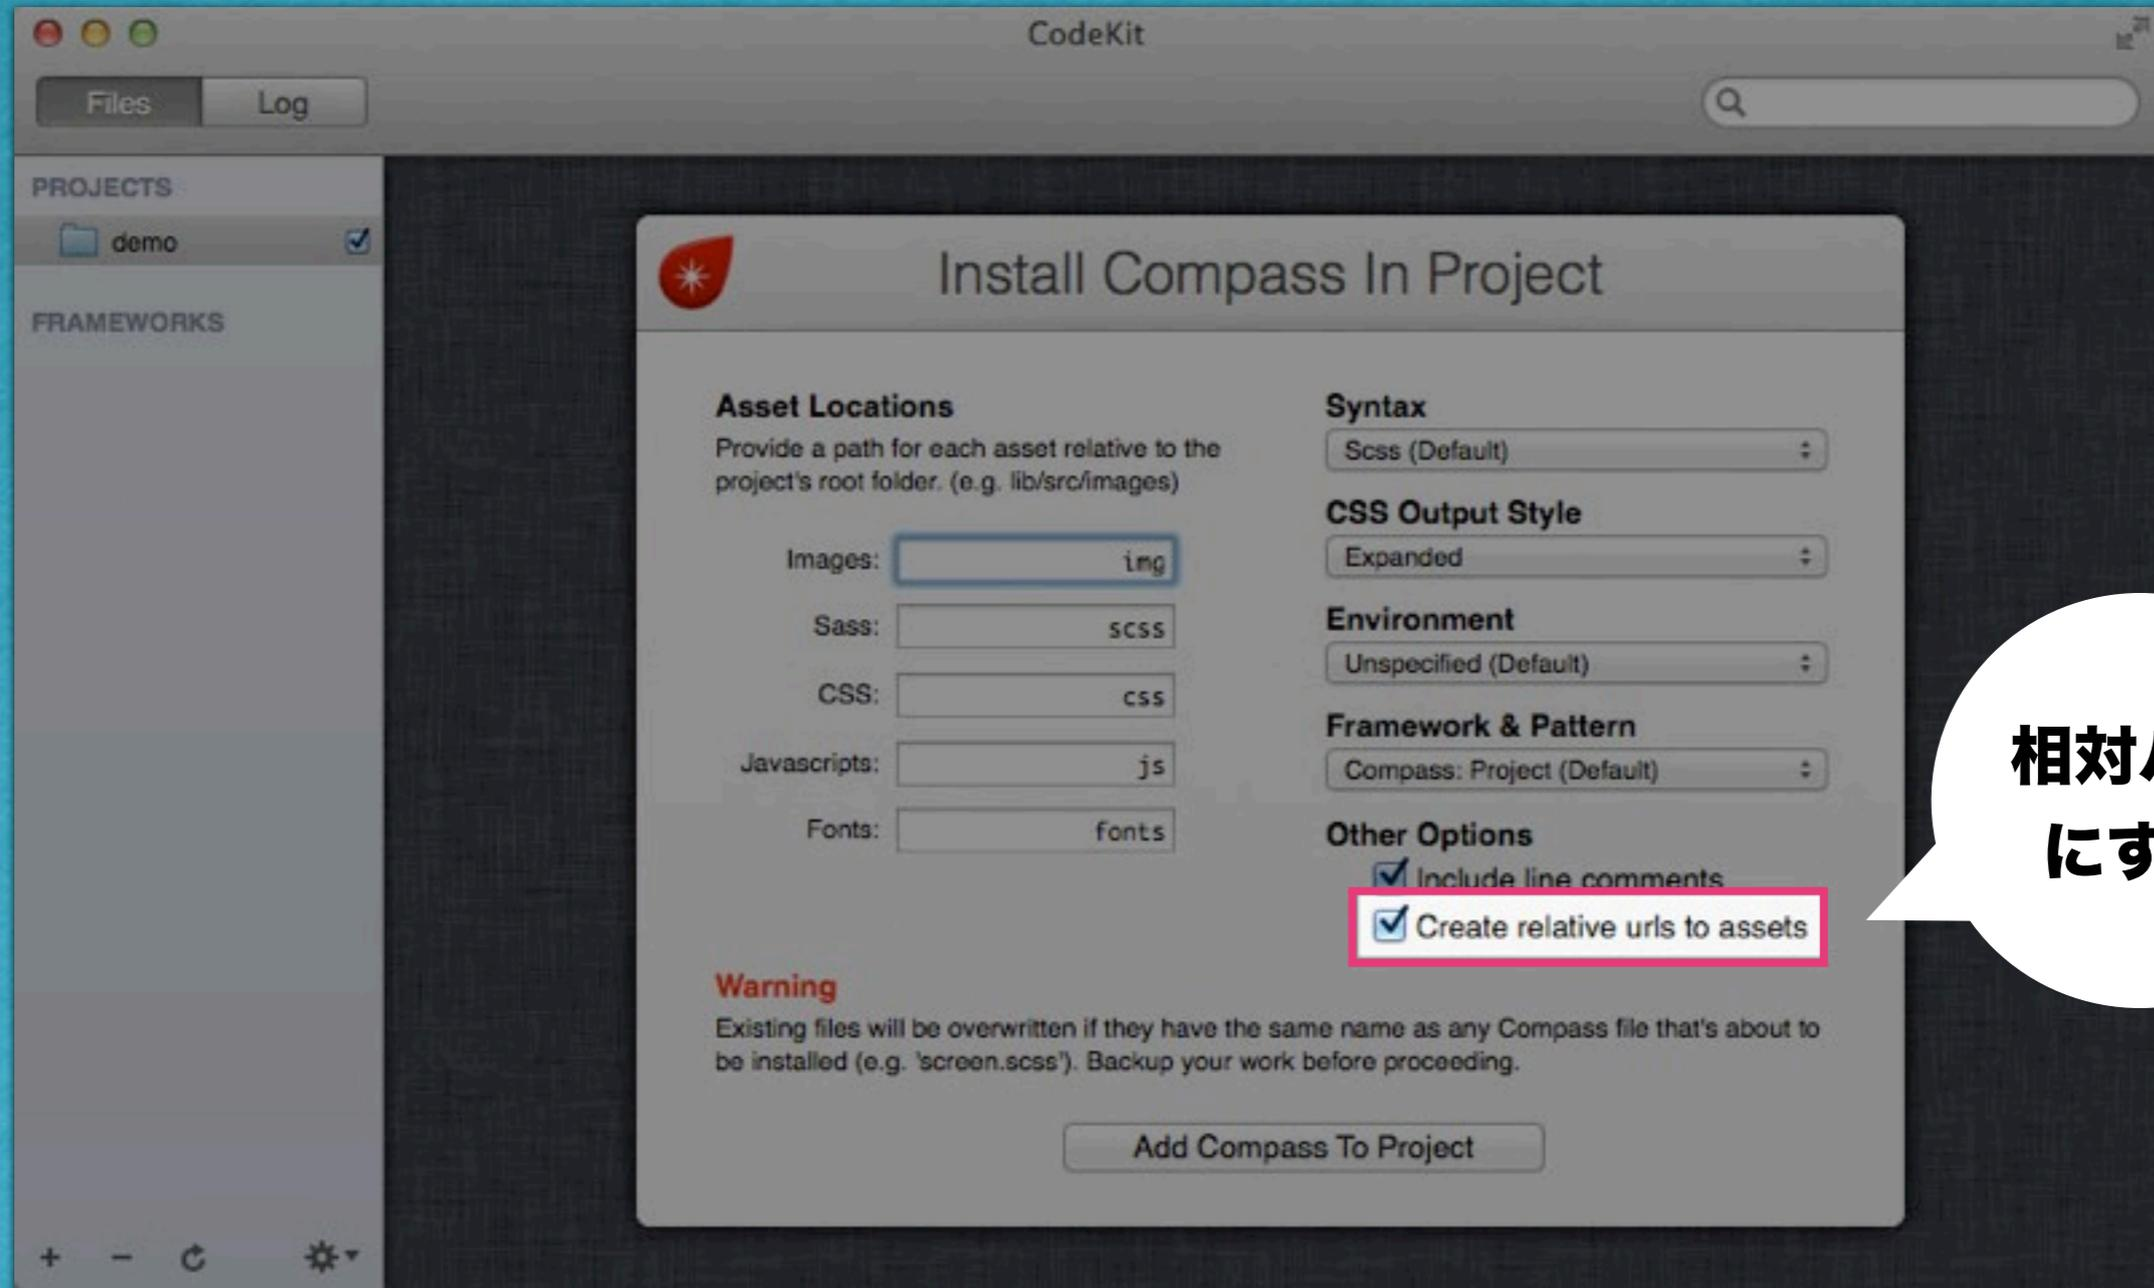 CodeKit
Files
Log
PROJECTS
demo
FRAMEWORKS
Install Compass In Project
Asset Locations
Provide a path for each asset relative to the
project's root folder. (e.g. lib/src/images)
Images: img
Sass: scss
CSS: css
Javascripts: js
Fonts: fonts
Syntax
Scss (Default)
CSS Output Style
Expanded
Environment
Unspecified (Default)
Framework & Pattern
Compass: Project (Default)
Other Options
Include line comments
Create relative urls to assets
相対
にす
Warning
Existing files will be overwritten if they have the same name as any Compass file that's about to
be installed (e.g. 'screen.scss'). Backup your work before proceeding.
Add Compass To Project